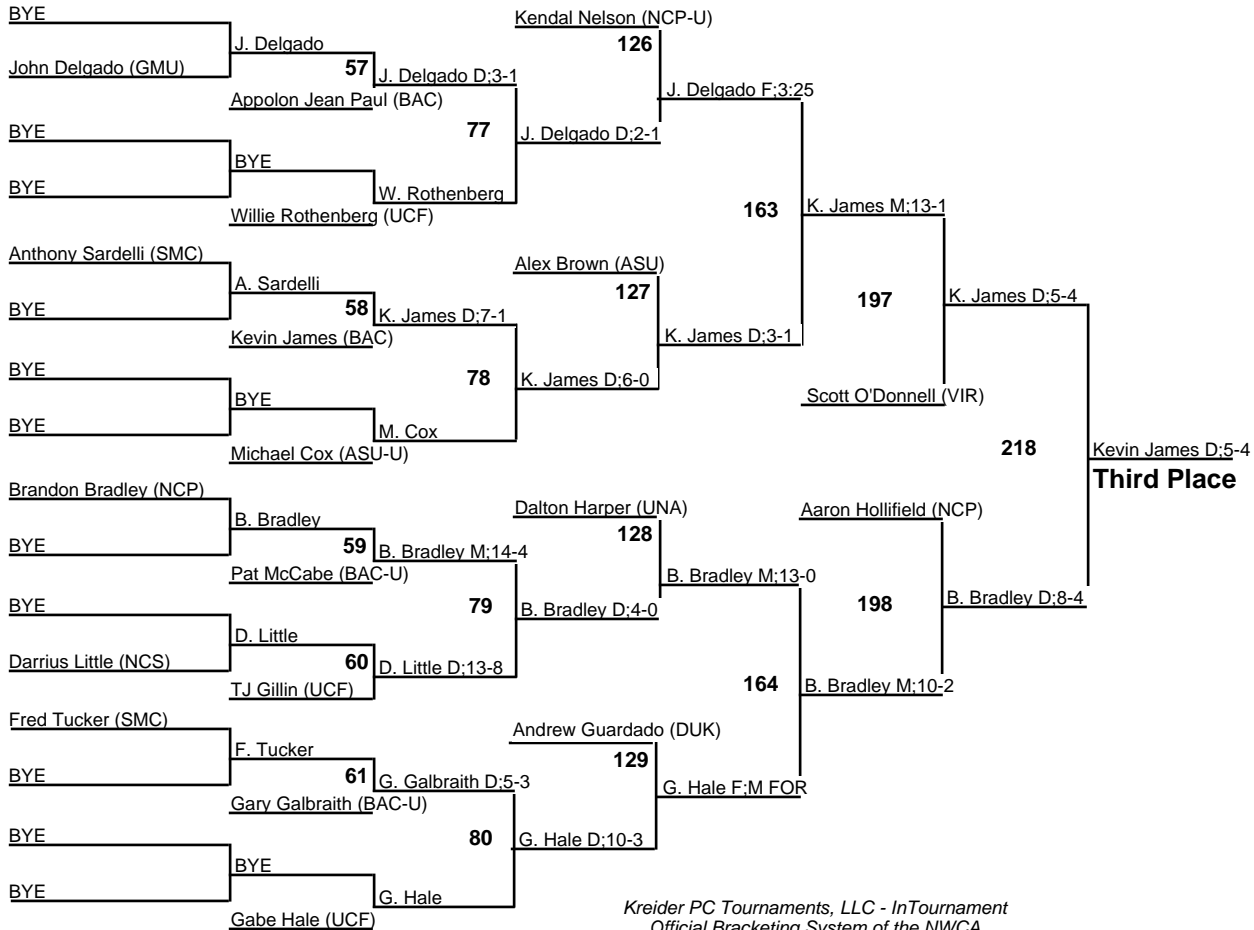 BYE
Kendal Nelson (NCP-U)
126
J. Delgado
John Delgado (GMU)
57
J. Delgado D;3-1
J. Delgado F;3:25
Appolon Jean Paul (BAC)
77
BYE
J. Delgado D;2-1
BYE
BYE
W. Rothenberg
163
K. James M;13-1
Willie Rothenberg (UCF)
Anthony Sardelli (SMC)
Alex Brown (ASU)
A. Sardelli
127
197
K. James D;5-4
BYE
58
K. James D;7-1
Kevin James (BAC)
K. James D;3-1
BYE
78
K. James D;6-0
BYE
Scott O'Donnell (VIR)
BYE
M. Cox
Michael Cox (ASU-U)
218
Kevin James D;5-4
Third Place
Brandon Bradley (NCP)
Dalton Harper (UNA)
Aaron Hollifield (NCP)
B. Bradley
128
BYE
59
B. Bradley M;14-4
Pat McCabe (BAC-U)
B. Bradley M;13-0
79
198
B. Bradley D;8-4
BYE
B. Bradley D;4-0
D. Little
Darrius Little (NCS)
60
D. Little D;13-8
164
B. Bradley M;10-2
TJ Gillin (UCF)
Fred Tucker (SMC)
Andrew Guardado (DUK)
F. Tucker
129
BYE
61
G. Galbraith D;5-3
G. Hale F;M FOR
Gary Galbraith (BAC-U)
BYE
80
G. Hale D;10-3
BYE
BYE
G. Hale
Gabe Hale (UCF)
Kreider PC Tournaments, LLC - InTournament
Official Bracketing System of the NWCA